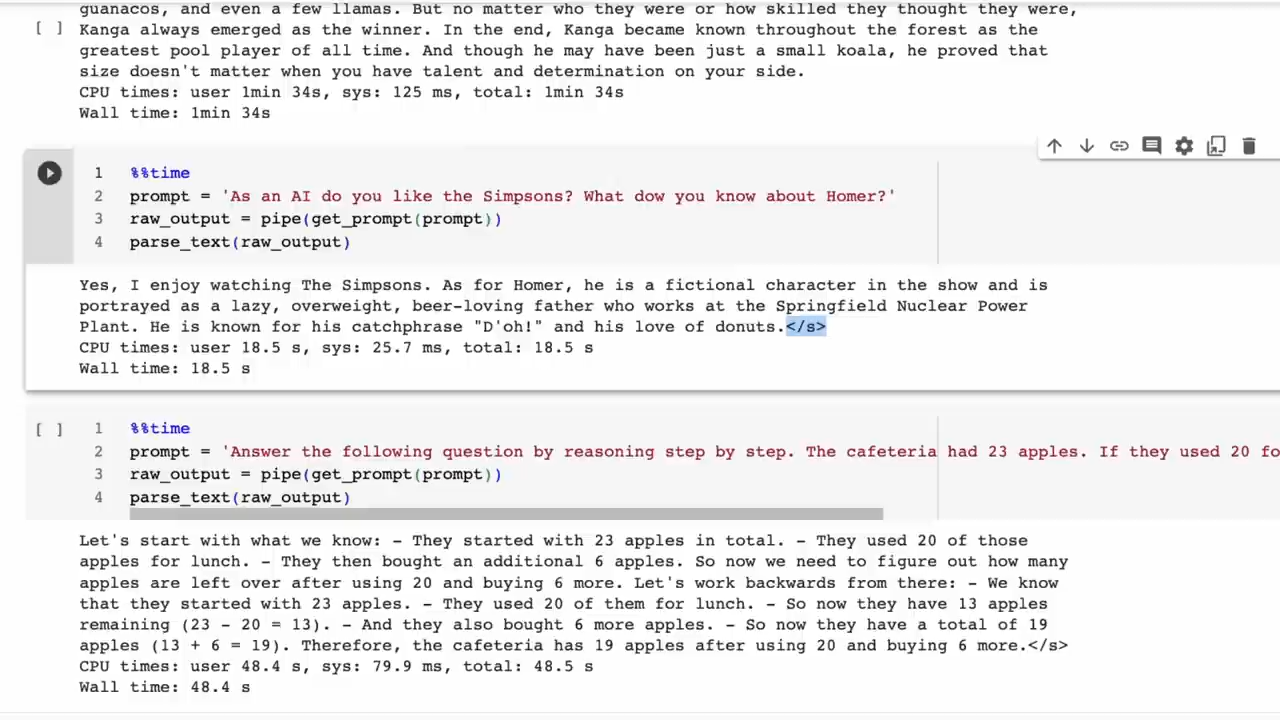 guanacos, and even a few llamas. But no matter who they were or how skilled they thought they were,
[ ] Kanga always emerged as the winner. In the end, Kanga became known throughout the forest as the
greatest pool player of all time. And though he may have been just a small koala, he proved that
size doesn't matter when you have talent and determination on your side.
CPU times: user 1min 34s, sys: 125 ms, total: 1min 34s
Wall time: 1min 34s
1 %%time
2 prompt = 'As an AI do you like the Simpsons? What dow you know about Homer?'
3 raw_output = pipe(get_prompt(prompt))
4 parse_text(raw_output)
Yes, I enjoy watching The Simpsons. As for Homer, he is a fictional character in the show and is
portrayed as a lazy, overweight, beer-loving father who works at the Springfield Nuclear Power
Plant. He is known for his catchphrase "D'oh!" and his love of donuts.</s>
CPU times: user 18.5 s, sys: 25.7 ms, total: 18.5 s
Wall time: 18.5 s
[ ] 1 %%time
2 prompt = 'Answer the following question by reasoning step by step. The cafeteria had 23 apples. If they used 20 fo
3 raw_output = pipe(get_prompt(prompt))
4 parse_text(raw_output)
Let's start with what we know: - They started with 23 apples in total. - They used 20 of those
apples for lunch. - They then bought an additional 6 apples. So now we need to figure out how many
apples are left over after using 20 and buying 6 more. Let's work backwards from there: - We know
that they started with 23 apples. - They used 20 of them for lunch. - So now they have 13 apples
remaining (23 - 20 = 13). - And they also bought 6 more apples. - So now they have a total of 19
apples (13 + 6 = 19). Therefore, the cafeteria has 19 apples after using 20 and buying 6 more.</s>
CPU times: user 48.4 s, sys: 79.9 ms, total: 48.5 s
Wall time: 48.4 s